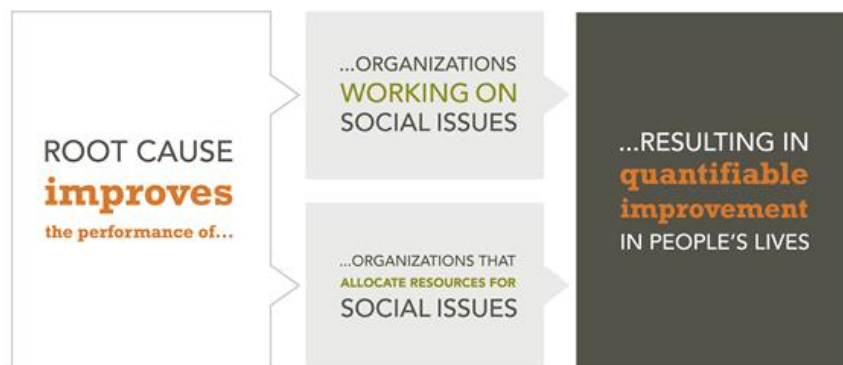 ROOT CAUSE
improves
the performance of...
...ORGANIZATIONS
WORKING ON
SOCIAL ISSUES
...ORGANIZATIONS THAT
ALLOCATE RESOURCES FOR
SOCIAL ISSUES
...RESULTING IN
quantifiable
improvement
IN PEOPLE'S LIVES